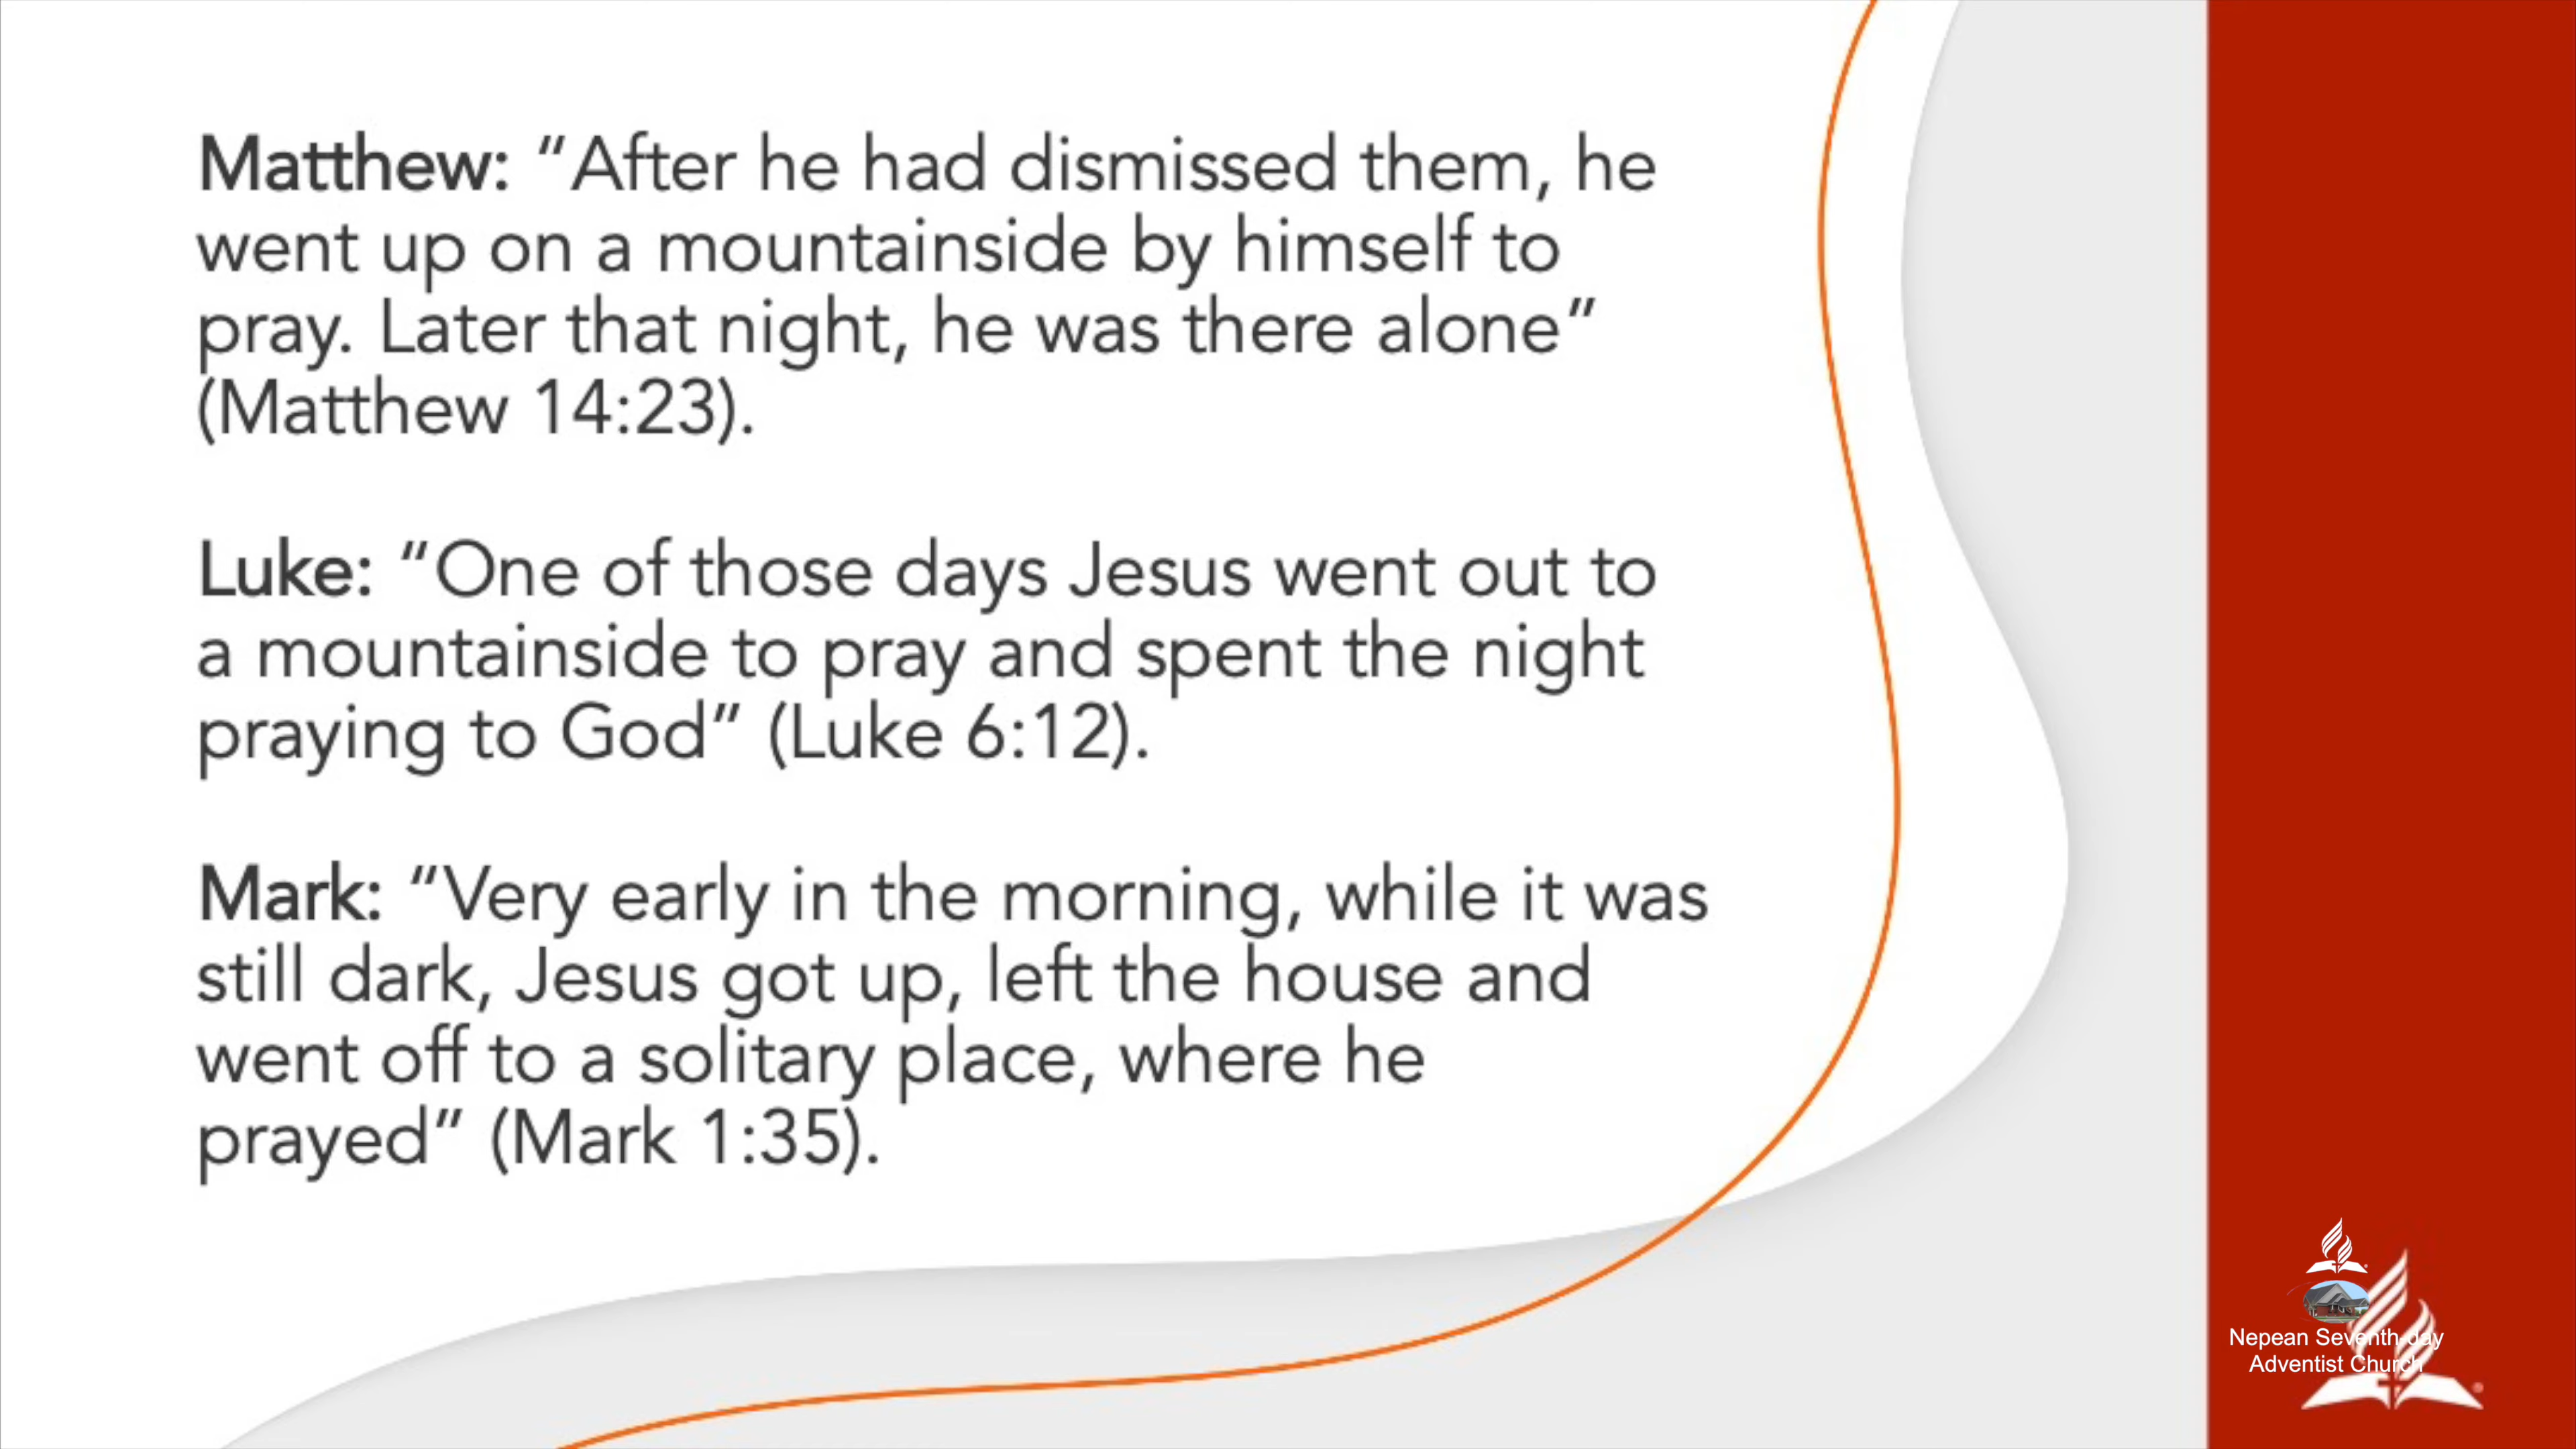 Matthew: “After he had dismissed them, he
went up on a mountainside by himself to
pray. Later that night, he was there alone”
(Matthew 14:23).
Luke: “One of those days Jesus went out to
a mountainside to pray and spent the night
praying to God” (Luke 6:12).
Mark: “Very early in the morning, while it was
still dark, Jesus got up, left the house and
went off to a solitary place, where he
prayed” (Mark 1:35).
Nepean Seventh-day
Adventist Church